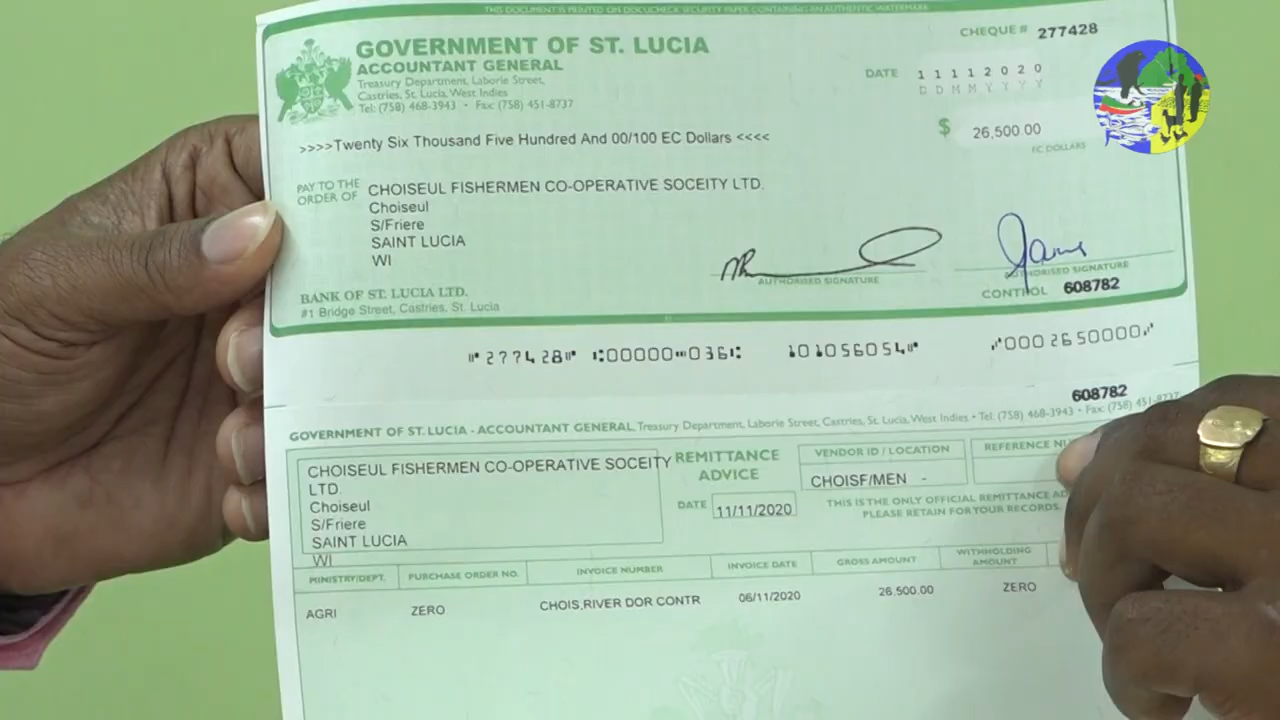 THIS DOCUMENT IS PRINTED ON DOCUCHECK SECURITY PAPER CONTAINING AN AUTHENTIC WATERMARK
GOVERNMENT OF ST. LUCIA
ACCOUNTANT GENERAL
Treasury Department, Laborie Street,
Castries, St. Lucia, West Indies
Tel: (758) 468-3943 • Fax: (758) 451-8737
CHEQUE # 277428
DATE 1 1 1 1 2 0 2 0
D D M M Y Y Y Y
$ 26,500.00
EC DOLLARS
>>>>Twenty Six Thousand Five Hundred And 00/100 EC Dollars <<<<
PAY TO THE
ORDER OF
CHOISEUL FISHERMEN CO-OPERATIVE SOCEITY LTD.
Choiseul
S/Friere
SAINT LUCIA
WI
AUTHORISED SIGNATURE
AUTHORISED SIGNATURE
BANK OF ST. LUCIA LTD.
#1 Bridge Street, Castries, St. Lucia
CONTROL 608782
⑈277428⑈ ⑆00000⑉036⑆ 101056054⑈ ⑇0002650000⑇
608782
GOVERNMENT OF ST. LUCIA - ACCOUNTANT GENERAL Treasury Department, Laborie Street, Castries, St. Lucia, West Indies • Tel: (758) 468-3943 • Fax: (758) 451-8737
CHOISEUL FISHERMEN CO-OPERATIVE SOCEITY
LTD.
Choiseul
S/Friere
SAINT LUCIA
WI
REMITTANCE
ADVICE
DATE 11/11/2020
VENDOR ID / LOCATION
CHOISF/MEN -
REFERENCE NU
THIS IS THE ONLY OFFICIAL REMITTANCE AD
PLEASE RETAIN FOR YOUR RECORDS.
MINISTRY/DEPT. PURCHASE ORDER NO. INVOICE NUMBER INVOICE DATE GROSS AMOUNT WITHHOLDING AMOUNT
AGRI ZERO CHOIS,RIVER DOR CONTR 06/11/2020 26,500.00 ZERO